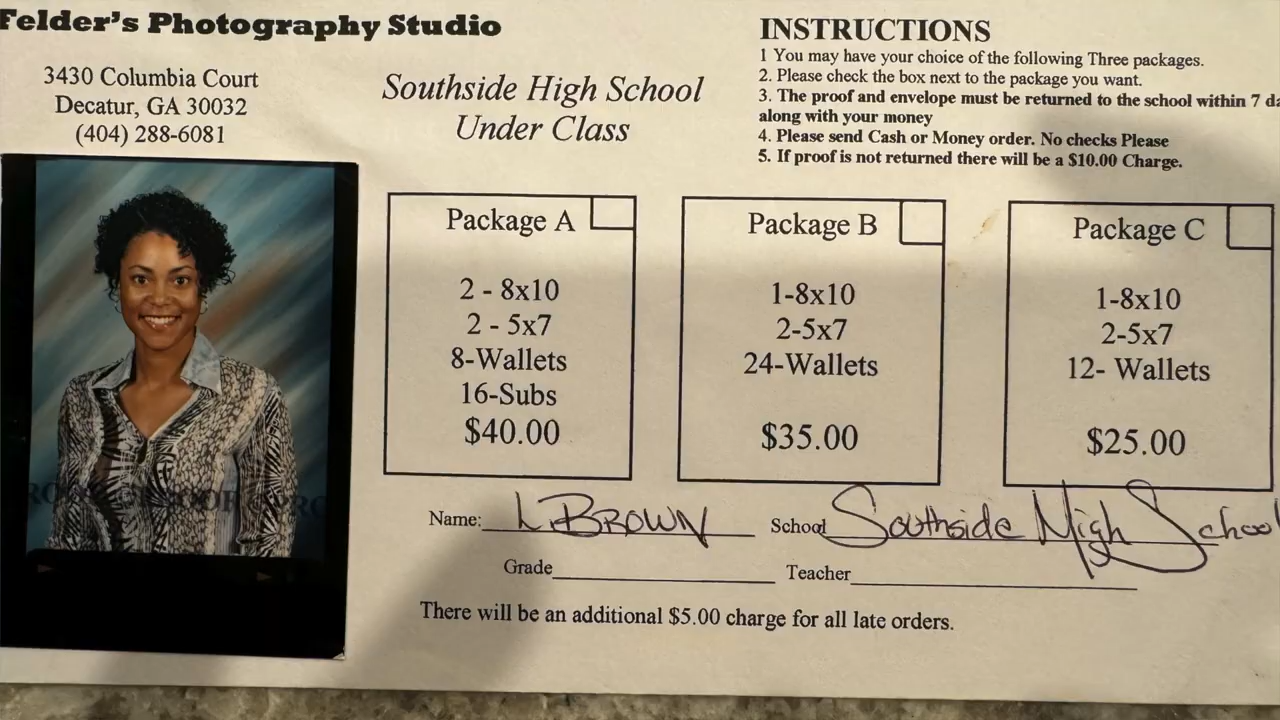 Felder's Photography Studio
3430 Columbia Court
Decatur, GA 30032
(404) 288-6081
Southside High School
Under Class
INSTRUCTIONS
1 You may have your choice of the following Three packages.
2. Please check the box next to the package you want.
3. The proof and envelope must be returned to the school within 7
along with your money
4. Please send Cash or Money order. No checks Please
5. If proof is not returned there will be a $10.00 Charge.
Package A
2 - 8x10
2 - 5x7
8-Wallets
16-Subs
$40.00
Package B
1-8x10
2-5x7
24-Wallets
$35.00
Package C
1-8x10
2-5x7
12- Wallets
$25.00
Name: L. BROWN School Southside High School
Grade Teacher
There will be an additional $5.00 charge for all late orders.